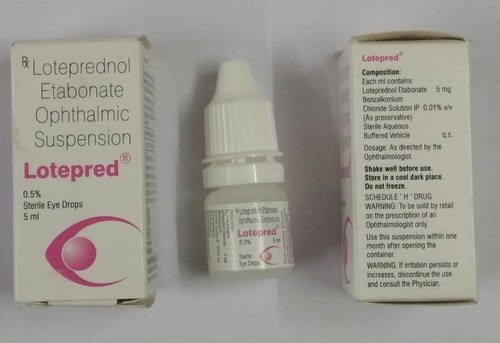 Rx Loteprednol
Etabonate
Ophthalmic
Suspension
Lotepred®
0.5%
Sterile Eye Drops
5 ml
Loteprednol Etabonate
Ophthalmic Suspension
Lotepred®
0.5% 5 ml
Sterile
Eye Drops
Lotepred®
Composition:
Each ml contains:
Loteprednol Etabonate 5 mg
Benzalkonium
Chloride Solution IP 0.01% v/v
(As preservative)
Sterile Aqueous
Buffered Vehicle q.s.
Dosage: As directed by the
Ophthalmologist.
Shake well before use.
Store in a cool dark place.
Do not freeze.
SCHEDULE ' H ' DRUG
WARNING: To be sold by retail
on the prescription of an
Ophthalmologist only.
Use this suspension within one
month after opening the
container.
WARNING: If irritation persists or
increases, discontinue the use
and consult the Physician.